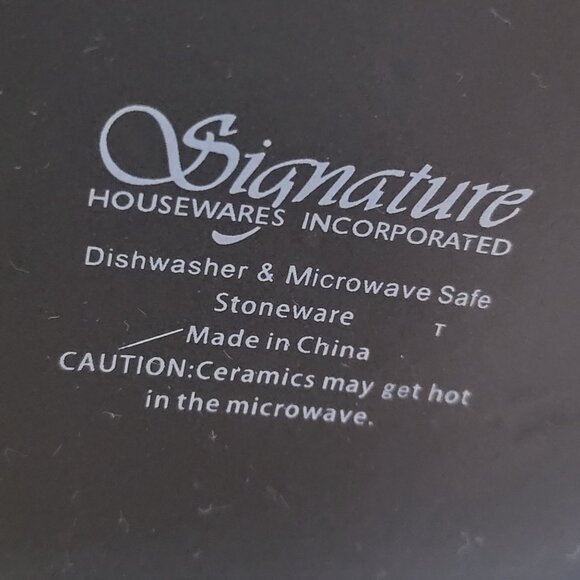 Signature
HOUSEWARES INCORPORATED
Dishwasher & Microwave Safe
Stoneware
T
Made in China
CAUTION:Ceramics may get hot
in the microwave.